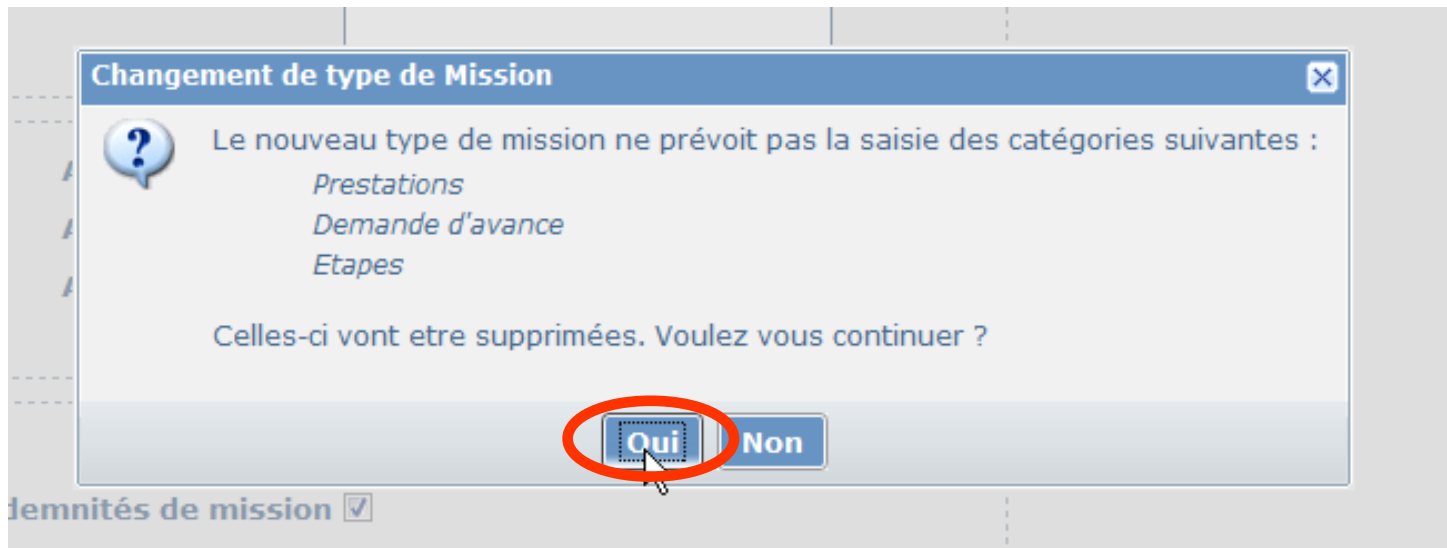 Changement de type de Mission
Le nouveau type de mission ne prévoit pas la saisie des catégories suivantes :
Prestations
Demande d'avance
Etapes
Celles-ci vont etre supprimées. Voulez vous continuer ?
Oui Non
demnités de mission